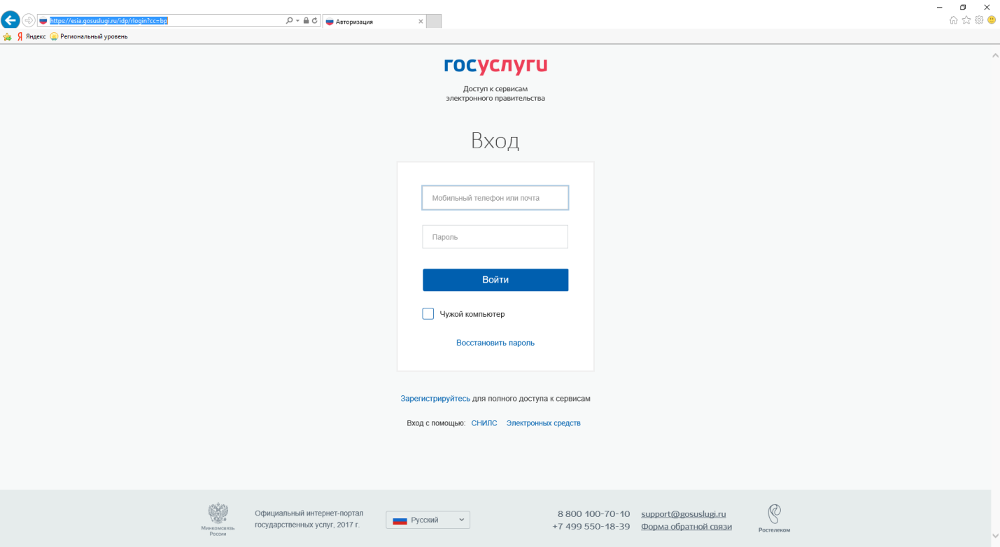 https://esia.gosuslugi.ru/idp/rlogin?cc=bp
Авторизация
Яндекс
Региональный уровень
госуслуги
Доступ к сервисам
электронного правительства
Вход
Мобильный телефон или почта
Пароль
Войти
Чужой компьютер
Восстановить пароль
Зарегистрируйтесь для полного доступа к сервисам
Вход с помощью: СНИЛС Электронных средств
Минкомсвязь
России
Официальный интернет-портал
государственных услуг, 2017 г.
Русский
8 800 100-70-10 support@gosuslugi.ru
+7 499 550-18-39 Форма обратной связи
Ростелеком